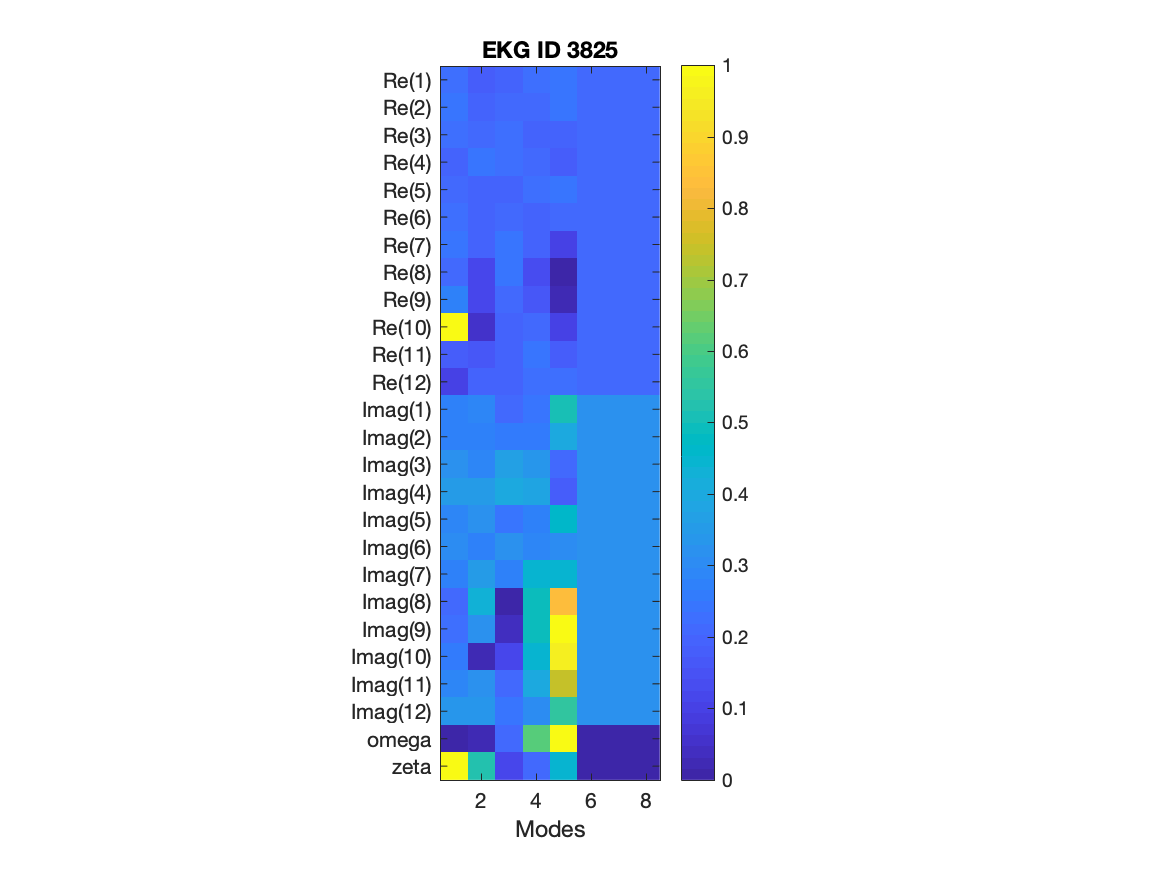 EKG ID 3825
Re(1)
Re(2)
Re(3)
Re(4)
Re(5)
Re(6)
Re(7)
Re(8)
Re(9)
Re(10)
Re(11)
Re(12)
Imag(1)
Imag(2)
Imag(3)
Imag(4)
Imag(5)
Imag(6)
Imag(7)
Imag(8)
Imag(9)
Imag(10)
Imag(11)
Imag(12)
omega
zeta
2 4 6 8
Modes
1
0.9
0.8
0.7
0.6
0.5
0.4
0.3
0.2
0.1
0